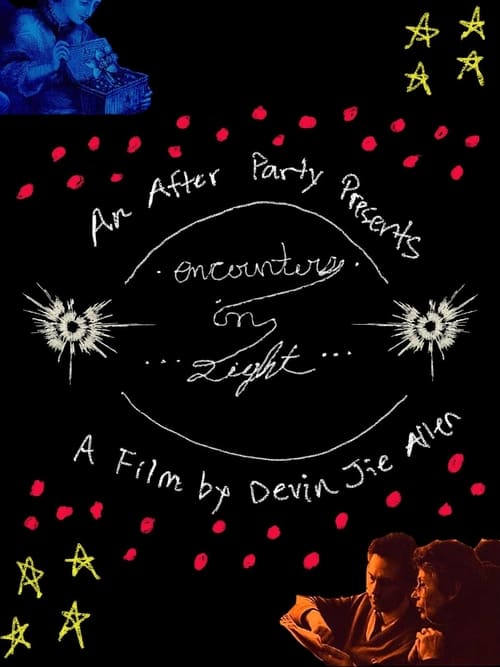 An After Party Presents
encounters
in
Light
A Film by Devin Jie Allen